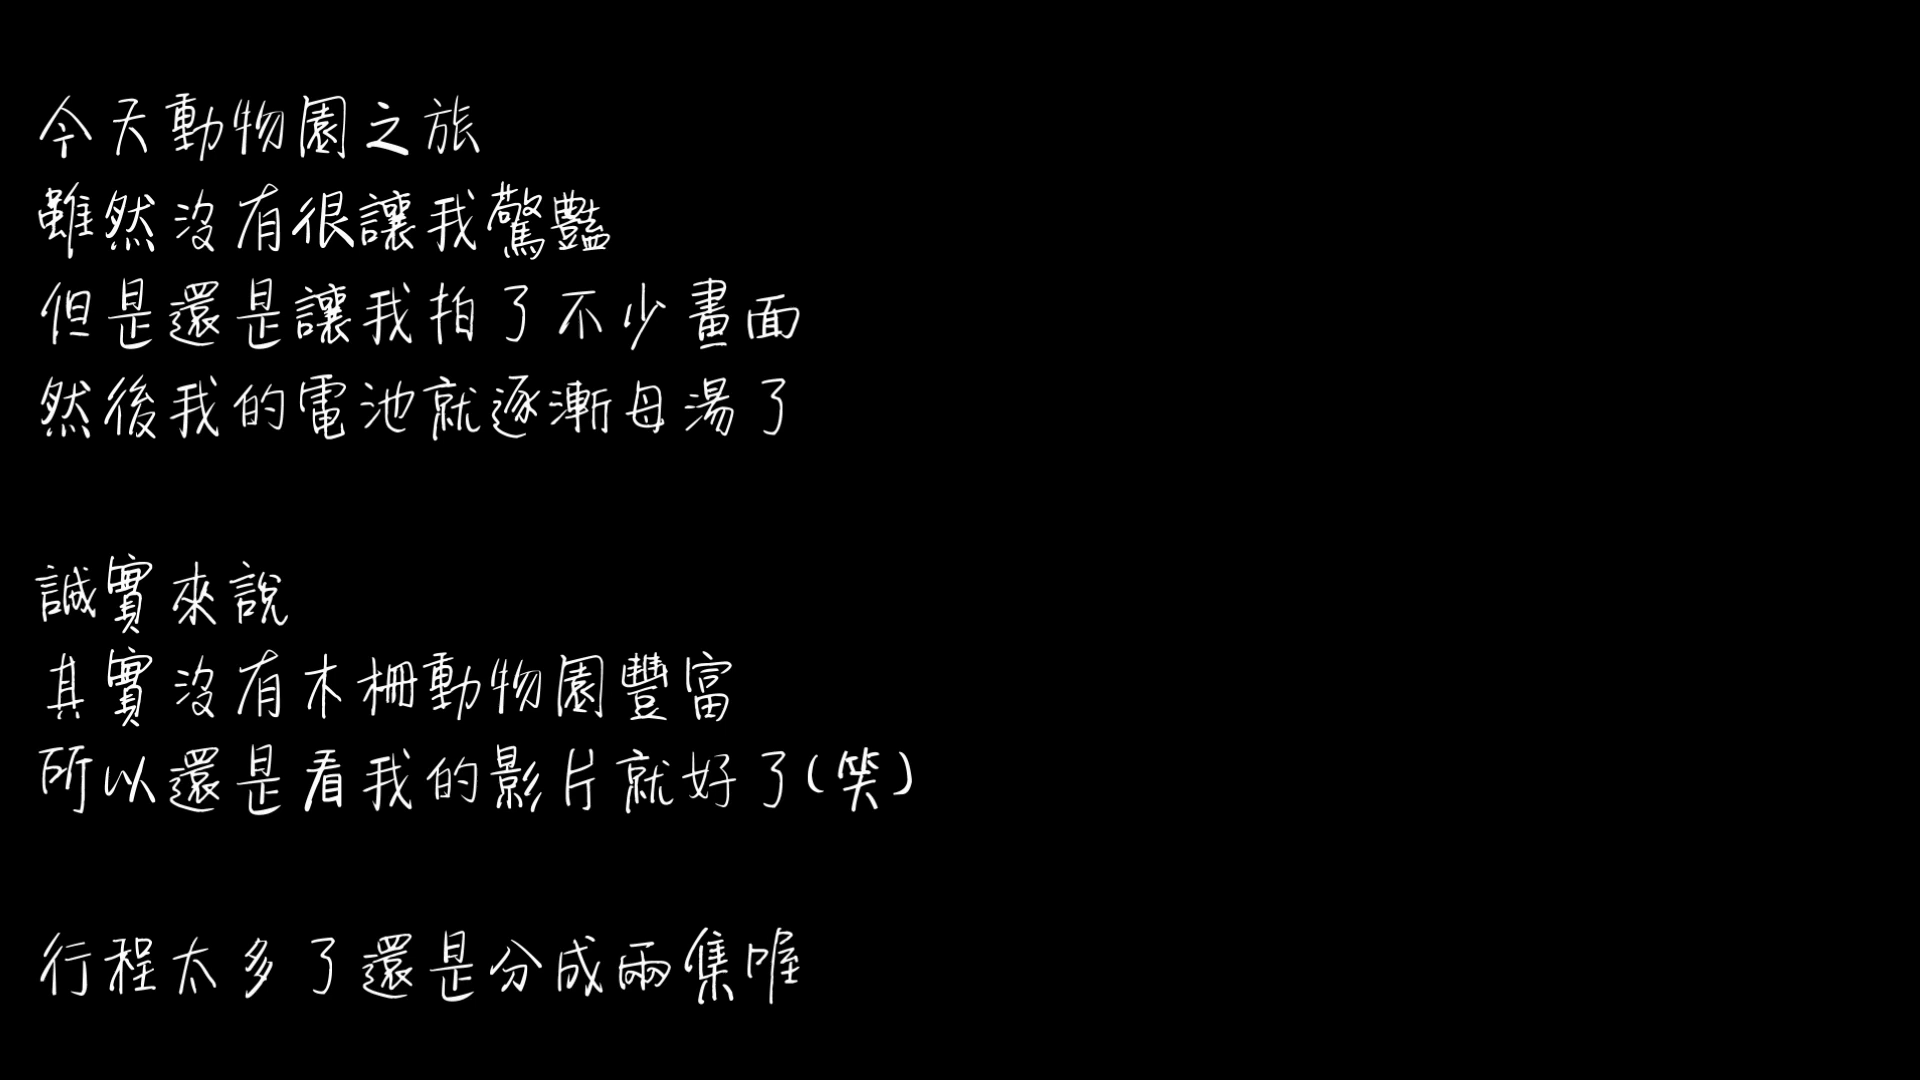 今天動物園之旅
雖然沒有很讓我驚豔
但是還是讓我拍了不少畫面
然後我的電池就逐漸母湯了
誠實來說
其實沒有木柵動物園豐富
所以還是看我的影片就好了(笑)
行程太多了還是分成兩集喔